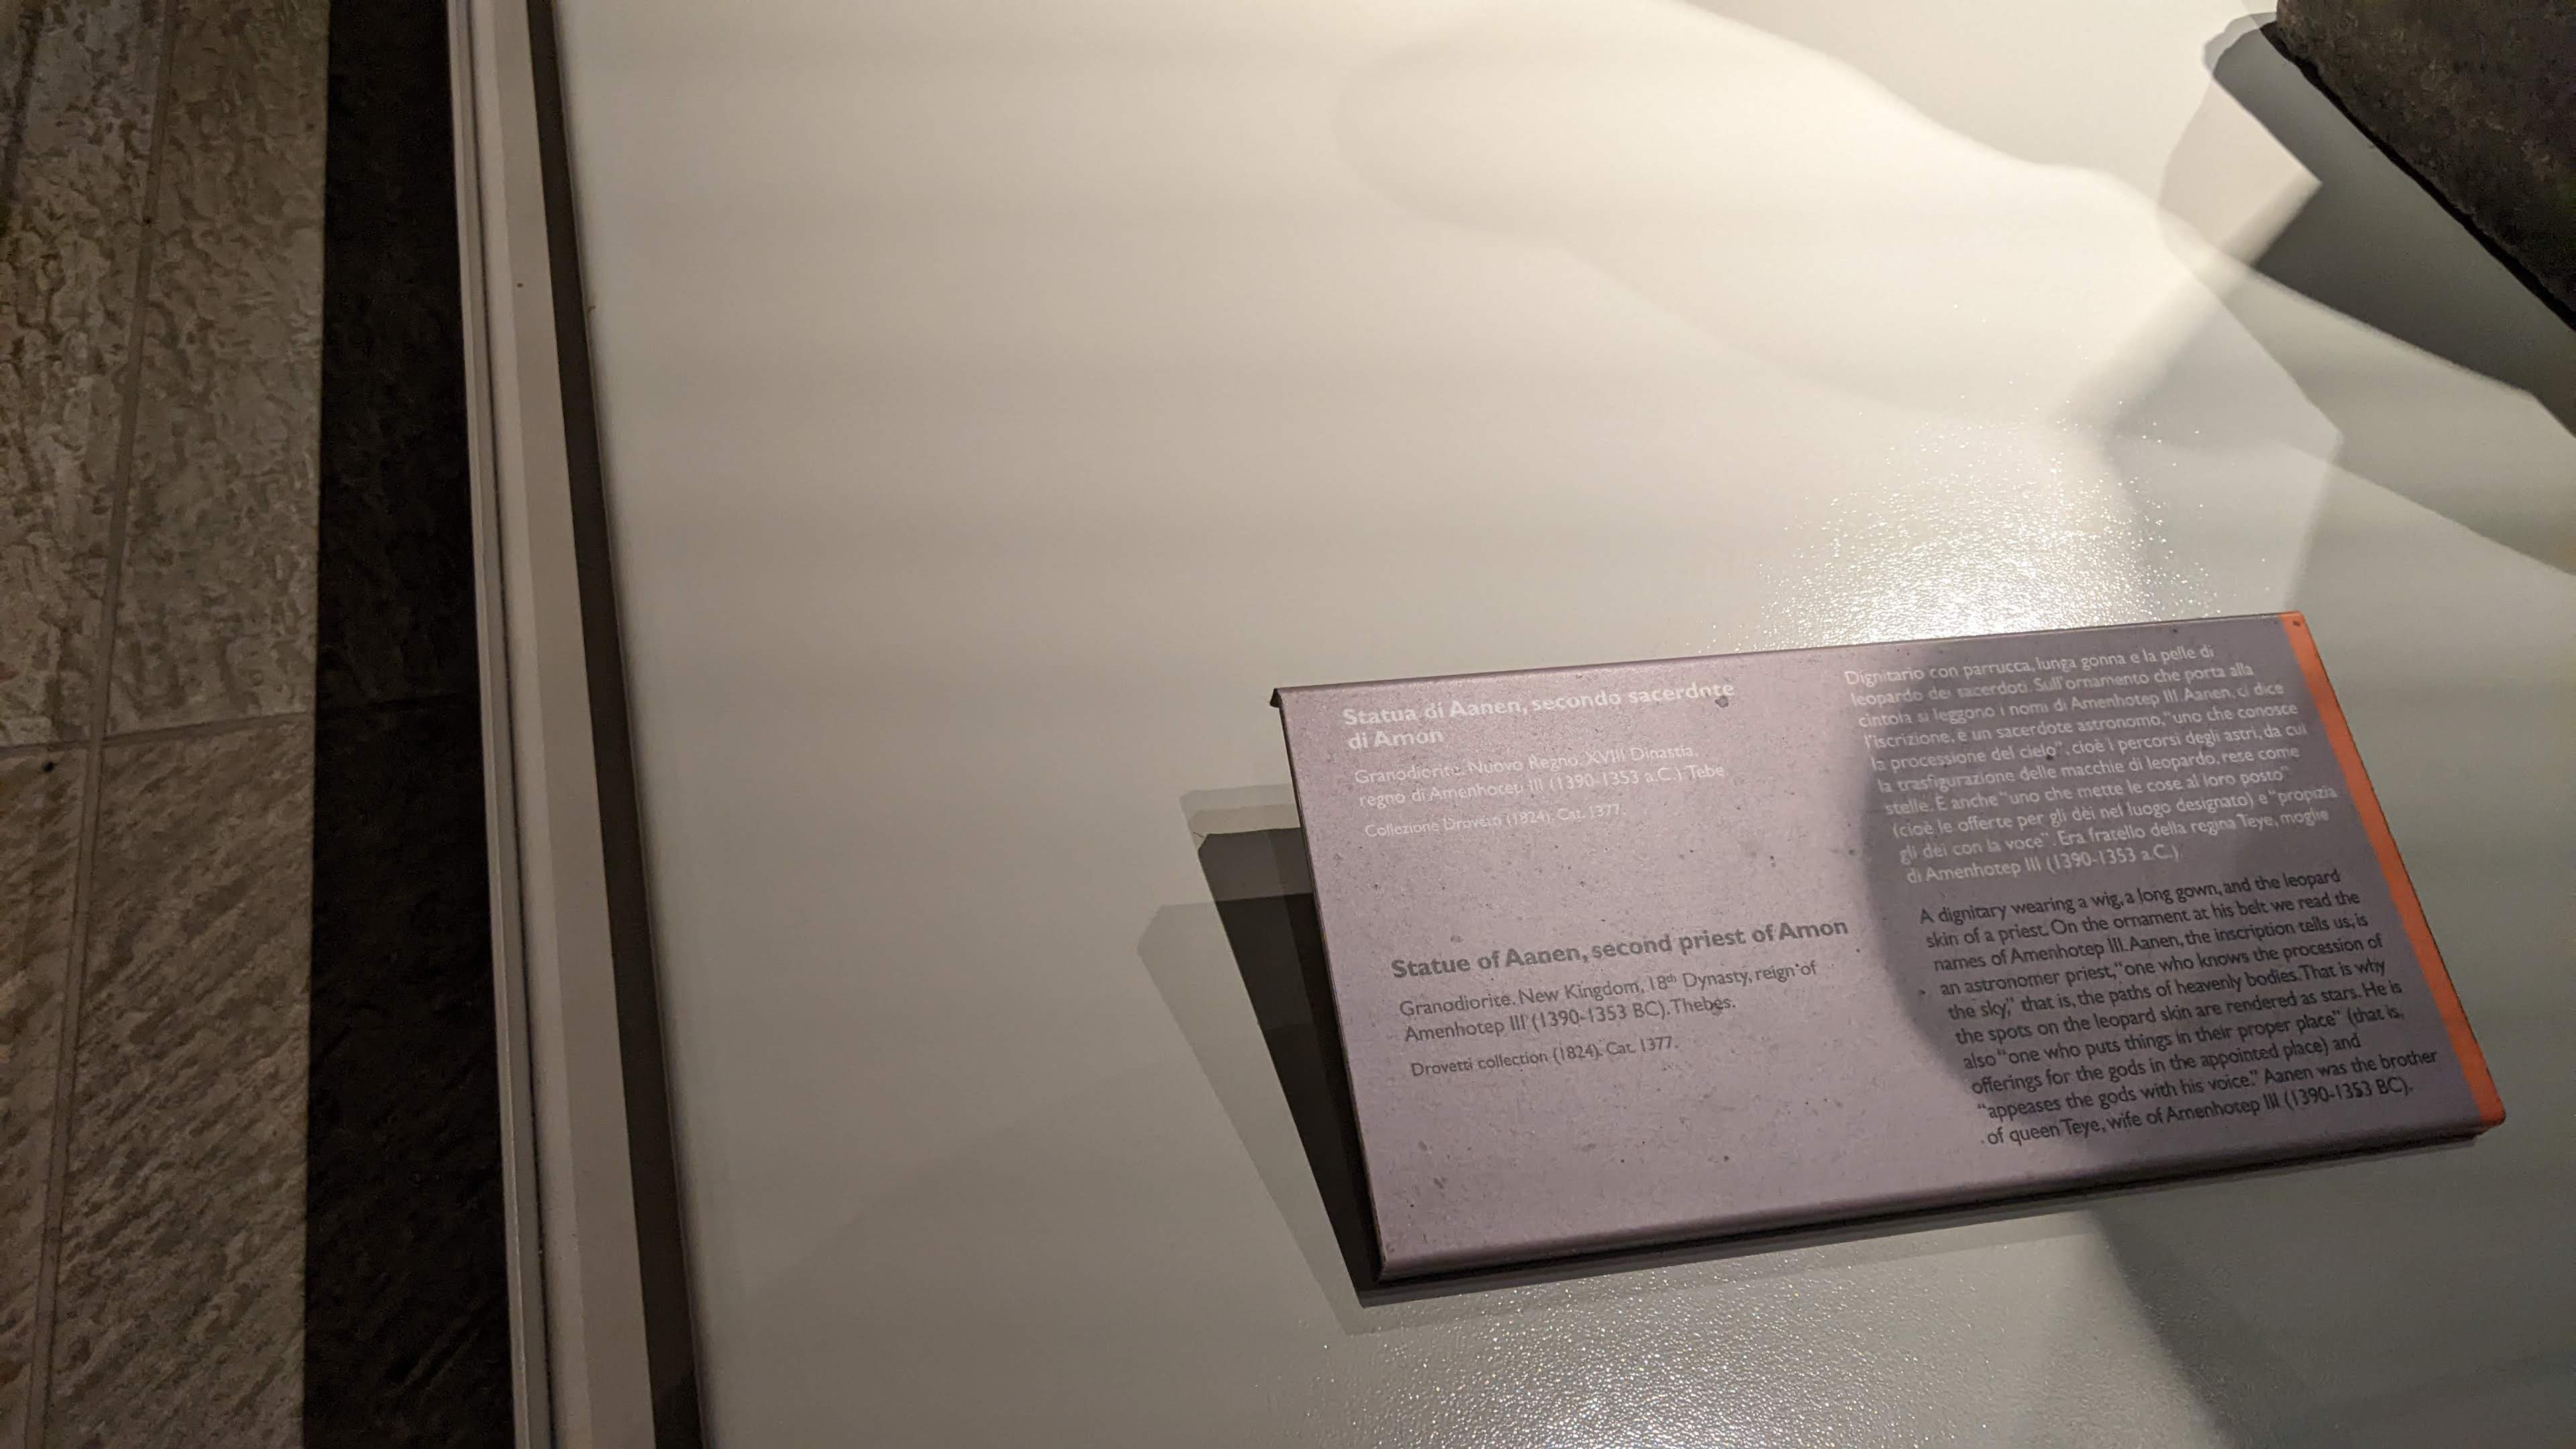 Statua di Aanen, secondo sacerdote
di Amon
Granodiorite. Nuovo Regno, XVIII Dinastia,
regno di Amenhotep III (1390-1353 a.C.). Tebe
Collezione Drovetti (1824). Cat. 1377.
Statue of Aanen, second priest of Amon
Granodiorite. New Kingdom, 18th Dynasty, reign of
Amenhotep III (1390-1353 BC). Thebes.
Drovetti collection (1824). Cat. 1377.
Dignitario con parrucca, lunga gonna e la pelle di
leopardo dei sacerdoti. Sull'ornamento che porta alla
cintola si leggono i nomi di Amenhotep III. Aanen, ci dice
l'iscrizione, è un sacerdote astronomo, "uno che conosce
la processione del cielo", cioè i percorsi degli astri, da cui
la trasfigurazione delle macchie di leopardo, rese come
stelle. È anche "uno che mette le cose al loro posto"
(cioè le offerte per gli dèi nel luogo designato) e "propizia
gli dèi con la voce". Era fratello della regina Teye, moglie
di Amenhotep III (1390-1353 a.C.)
A dignitary wearing a wig, a long gown, and the leopard
skin of a priest. On the ornament at his belt we read the
names of Amenhotep III. Aanen, the inscription tells us, is
an astronomer priest, "one who knows the procession of
the sky," that is, the paths of heavenly bodies. That is why
the spots on the leopard skin are rendered as stars. He is
also "one who puts things in their proper place" (that is,
offerings for the gods in the appointed place) and
"appeases the gods with his voice." Aanen was the brother
of queen Teye, wife of Amenhotep III (1390-1353 BC).